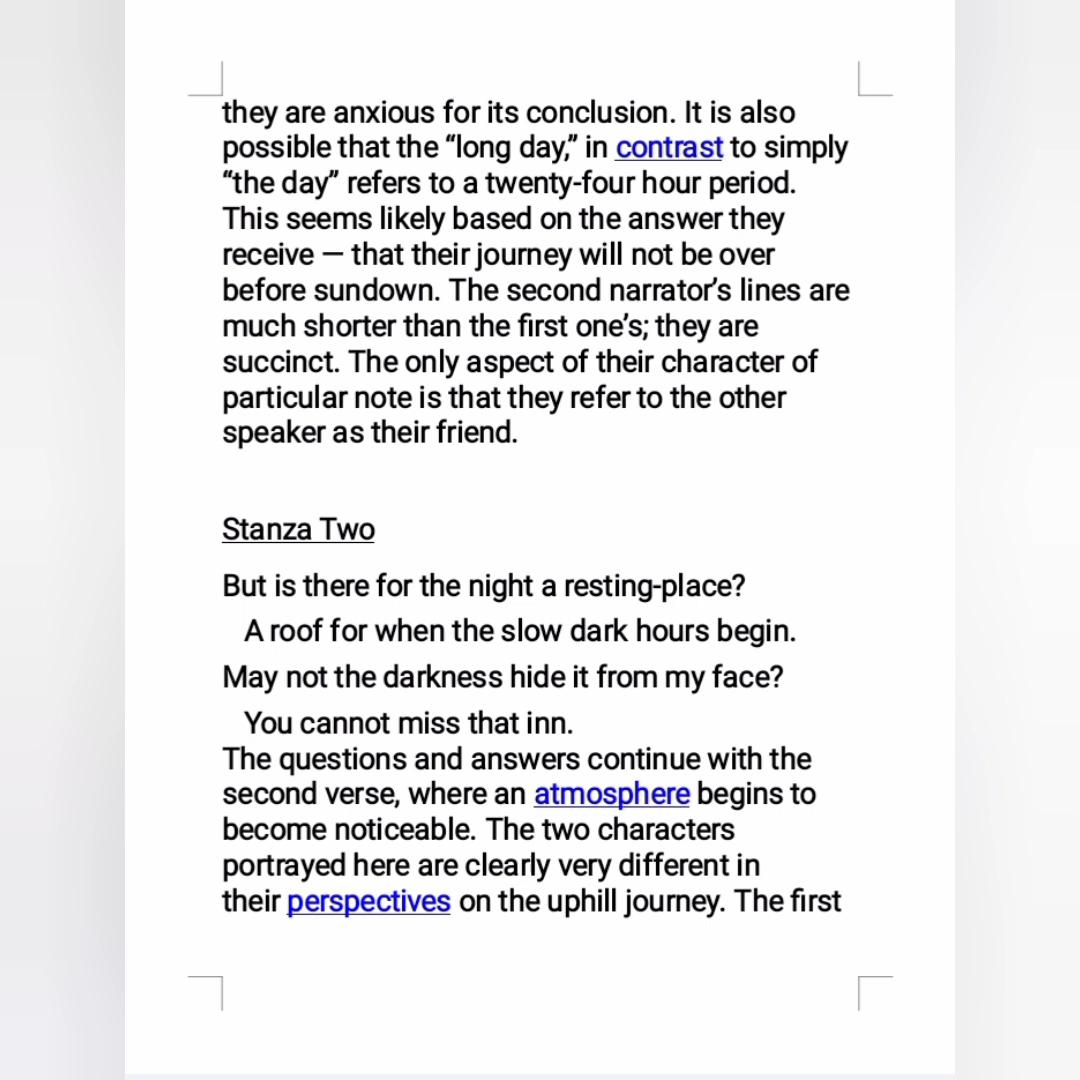 they are anxious for its conclusion. It is also
possible that the “long day,” in contrast to simply
“the day” refers to a twenty-four hour period.
This seems likely based on the answer they
receive — that their journey will not be over
before sundown. The second narrator’s lines are
much shorter than the first one’s; they are
succinct. The only aspect of their character of
particular note is that they refer to the other
speaker as their friend.
Stanza Two
But is there for the night a resting-place?
A roof for when the slow dark hours begin.
May not the darkness hide it from my face?
You cannot miss that inn.
The questions and answers continue with the
second verse, where an atmosphere begins to
become noticeable. The two characters
portrayed here are clearly very different in
their perspectives on the uphill journey. The first